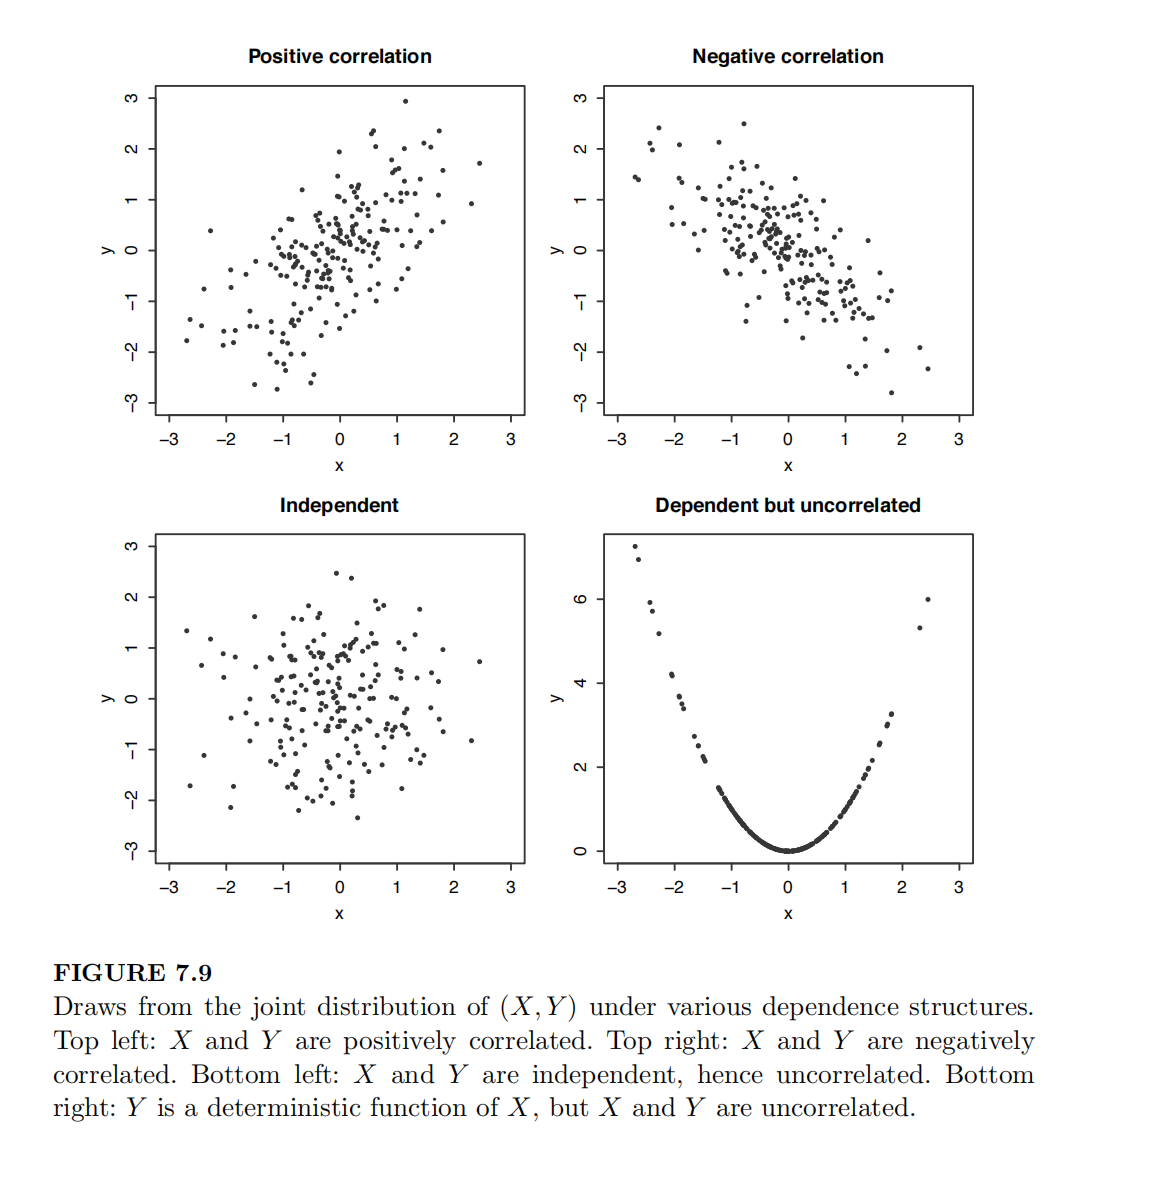 Positive correlation
3
2
1
0
−1
−2
−3
y
−3 −2 −1 0 1 2 3
x
Negative correlation
3
2
1
0
−1
−2
−3
y
−3 −2 −1 0 1 2 3
x
Independent
3
2
1
0
−1
−2
−3
y
−3 −2 −1 0 1 2 3
x
Dependent but uncorrelated
6
4
2
0
y
−3 −2 −1 0 1 2 3
x
FIGURE 7.9
Draws from the joint distribution of (X, Y) under various dependence structures.
Top left: X and Y are positively correlated. Top right: X and Y are negatively
correlated. Bottom left: X and Y are independent, hence uncorrelated. Bottom
right: Y is a deterministic function of X, but X and Y are uncorrelated.